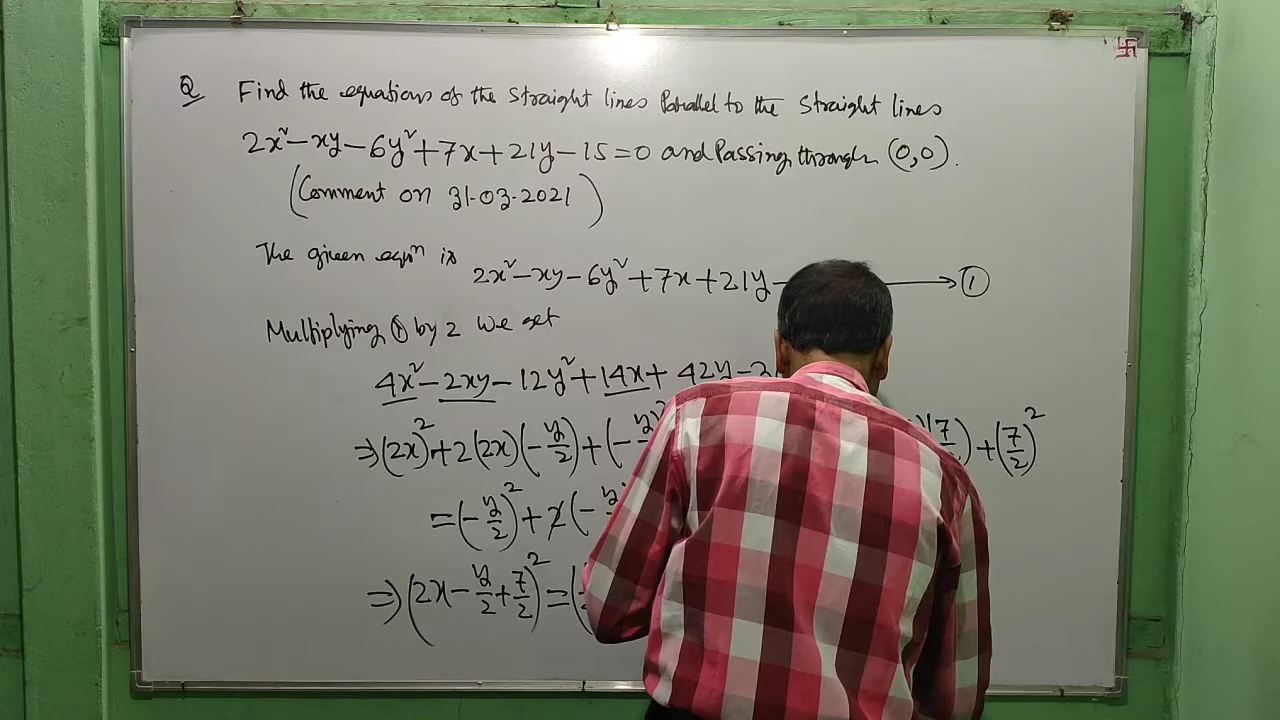 Q Find the equations of the straight lines Parallel to the straight lines
2x²-xy-6y²+7x+21y-15=0 and Passing through (0,0).
(Comment on 31-03-2021)
The given eqnⁿ is 2x²-xy-6y²+7x+21y → ①
Multiplying ① by 2 we get
4x²-2xy-12y²+14x+42y-
⇒(2x)²+2(2x)(-y/2)+(-y/2 (7/2)+(7/2)²
=(-y/2)²+2(-y/2
⇒(2x-y/2+7/2)²=(